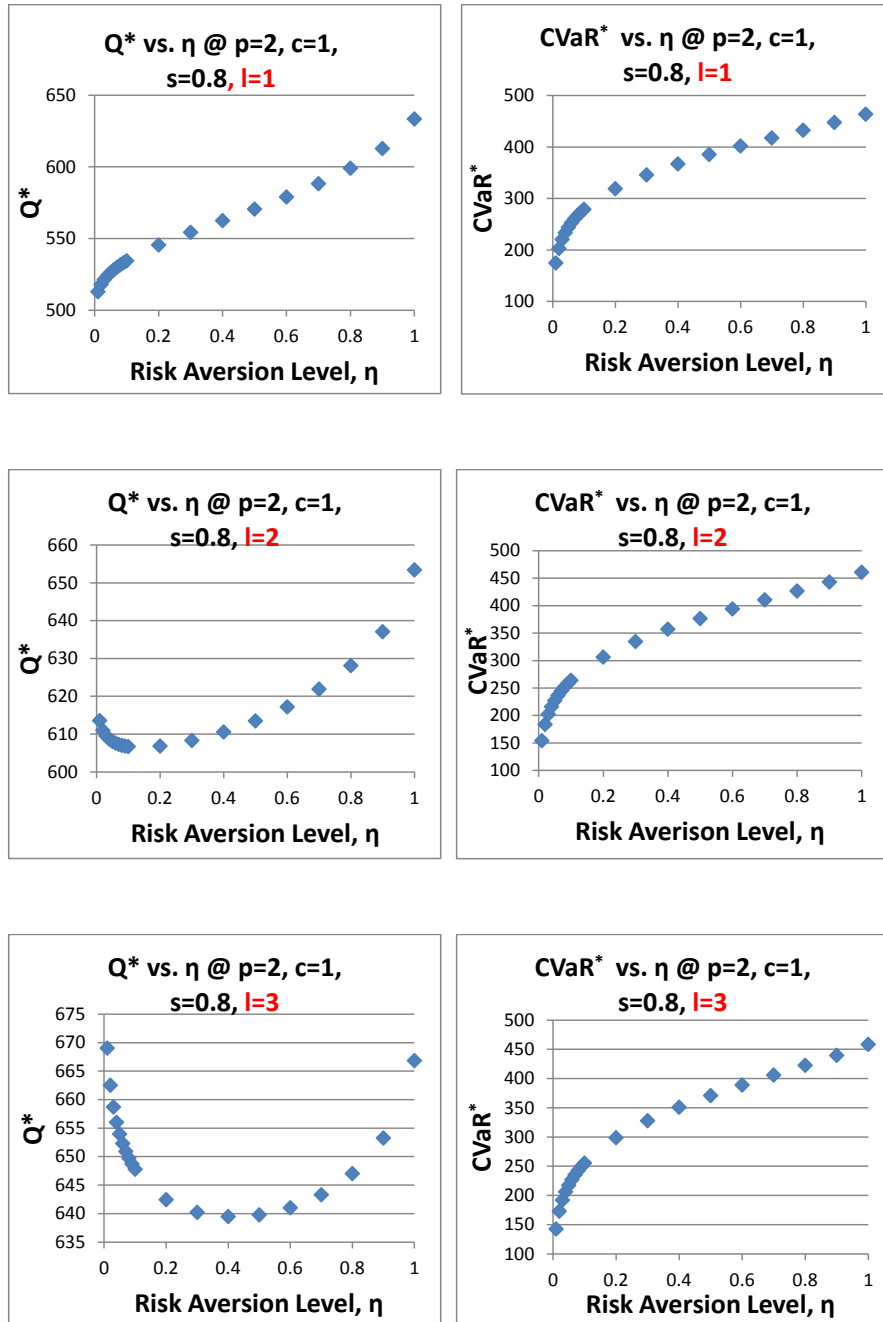 Q* vs. η @ p=2, c=1,
s=0.8, l=1
650
600
550
500
Q*
0 0.2 0.4 0.6 0.8 1
Risk Aversion Level, η
CVaR* vs. η @ p=2, c=1,
s=0.8, l=1
500
400
300
200
100
CVaR*
0 0.2 0.4 0.6 0.8 1
Risk Aversion Level, η
Q* vs. η @ p=2, c=1,
s=0.8, l=2
660
650
640
630
620
610
600
Q*
0 0.2 0.4 0.6 0.8 1
Risk Aversion Level, η
CVaR* vs. η @ p=2, c=1,
s=0.8, l=2
500
450
400
350
300
250
200
150
100
CVaR*
0 0.2 0.4 0.6 0.8 1
Risk Averison Level, η
Q* vs. η @ p=2, c=1,
s=0.8, l=3
675
670
665
660
655
650
645
640
635
Q*
0 0.2 0.4 0.6 0.8 1
Risk Aversion Level, η
CVaR* vs. η @ p=2, c=1,
s=0.8, l=3
500
450
400
350
300
250
200
150
100
CVaR*
0 0.2 0.4 0.6 0.8 1
Risk Aversion Level, η